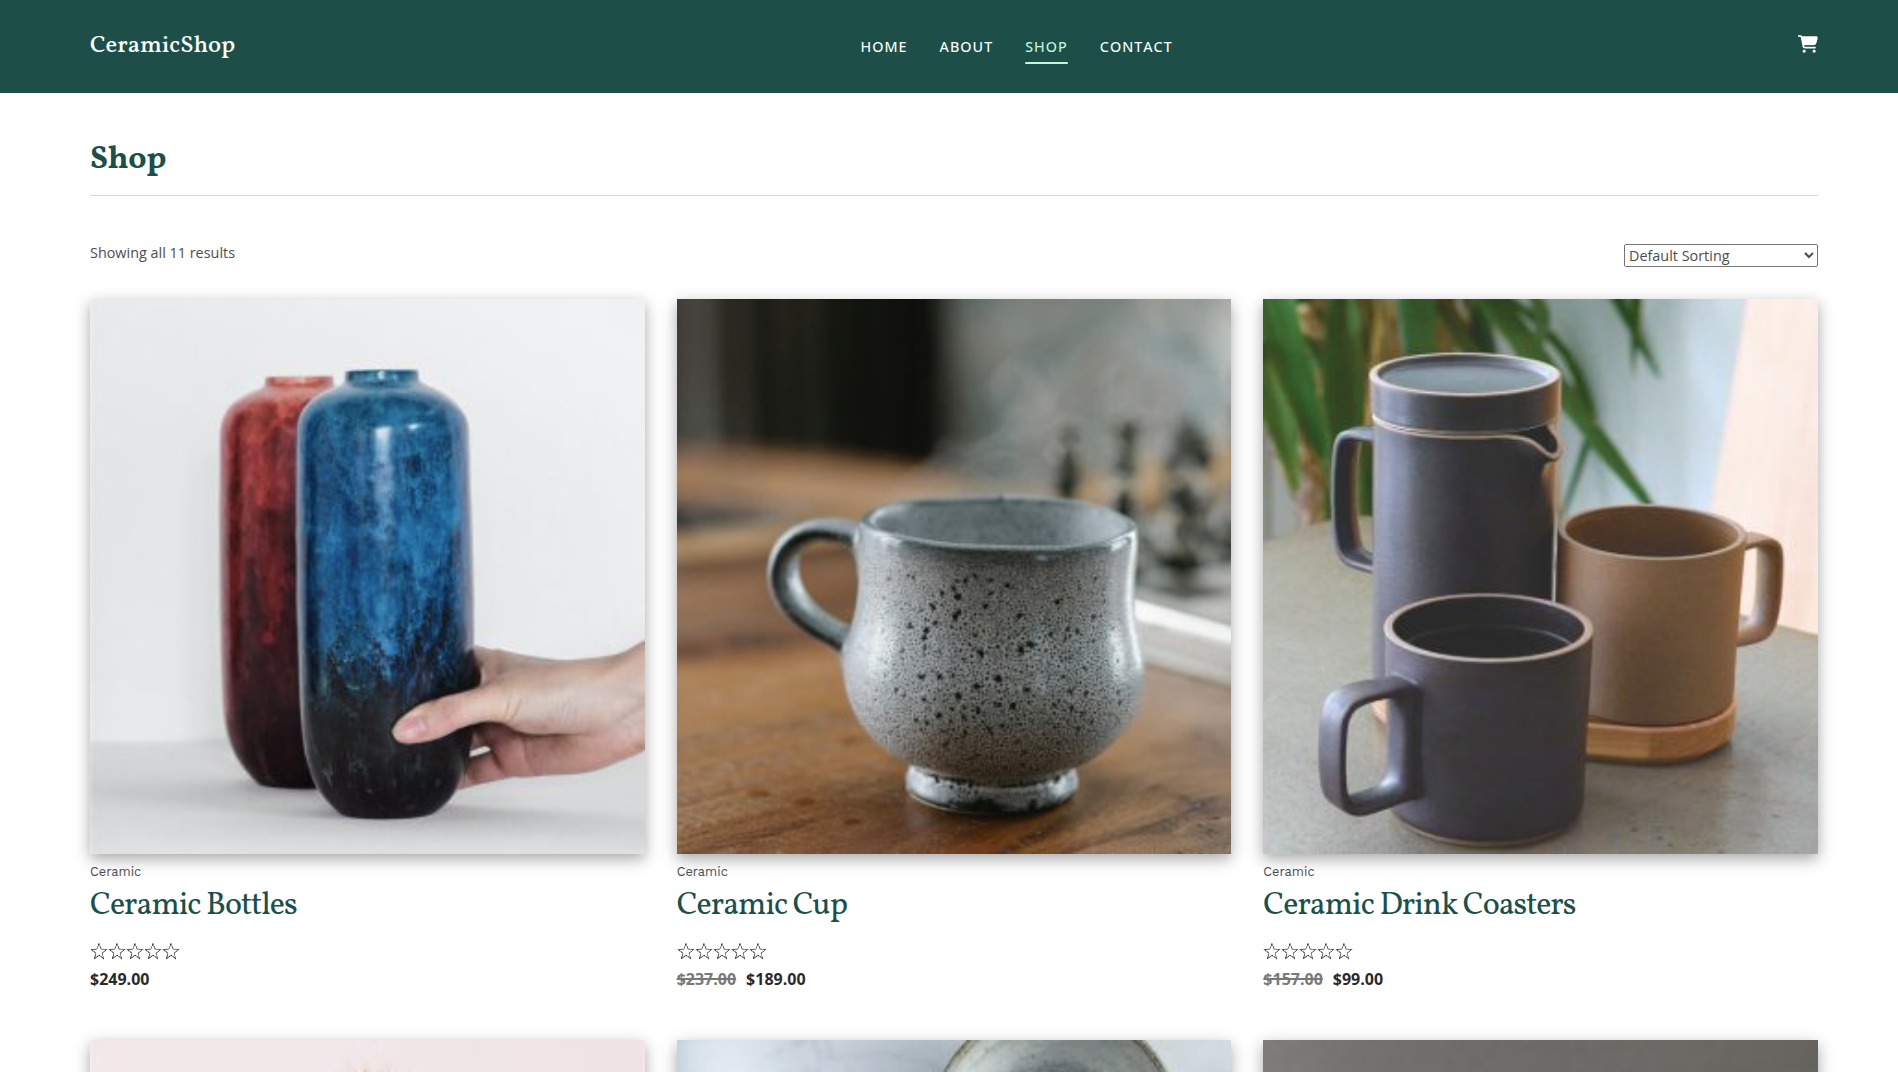 CeramicShop
HOME ABOUT SHOP CONTACT
Shop
Showing all 11 results
Default Sorting
Ceramic
Ceramic Bottles
$249.00
Ceramic
Ceramic Cup
$237.00 $189.00
Ceramic
Ceramic Drink Coasters
$157.00 $99.00